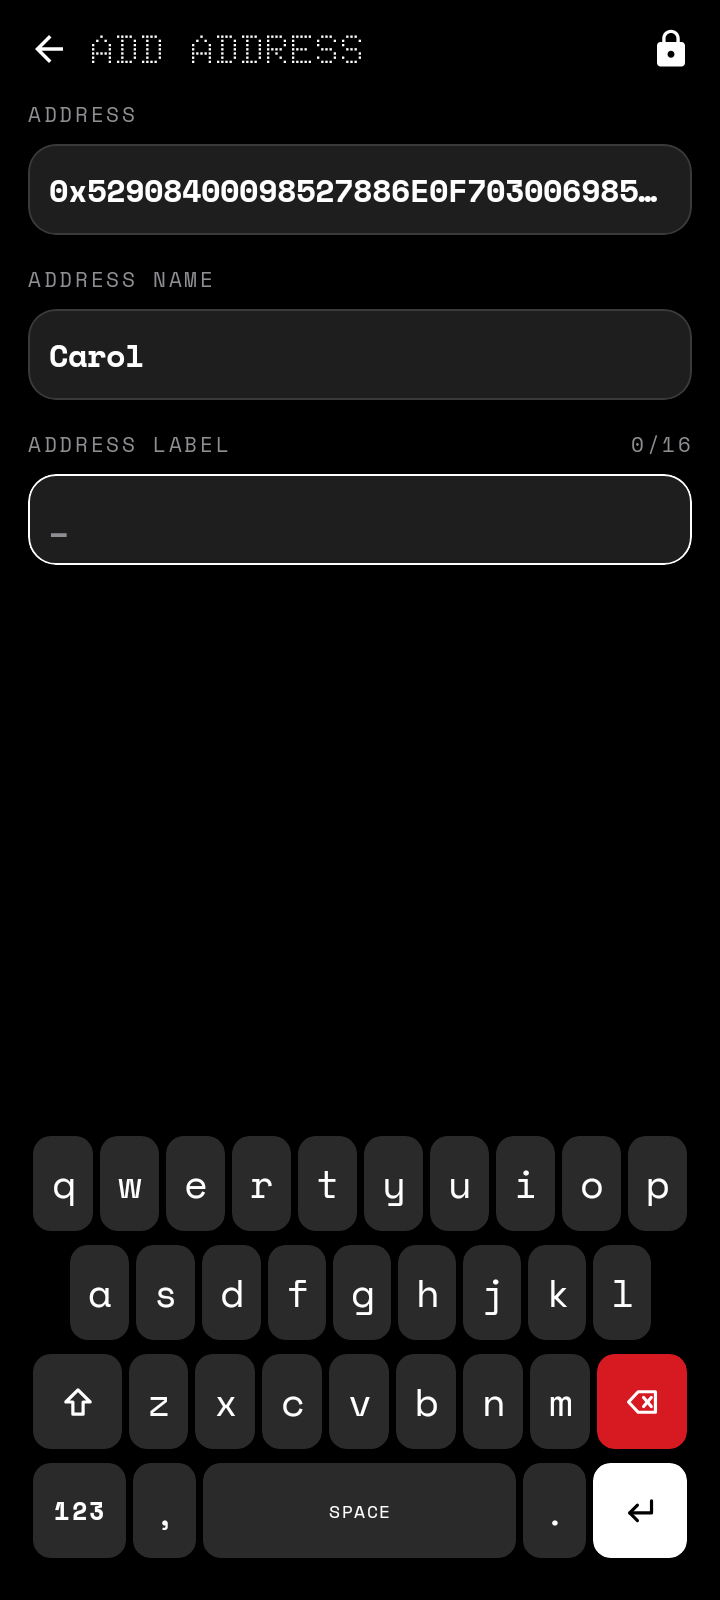 ADD ADDRESS
ADDRESS
0x52908400098527886E0F703006985…
ADDRESS NAME
Carol
ADDRESS LABEL 0/16
_
q w e r t y u i o p
a s d f g h j k l
z x c v b n m
123 , SPACE .